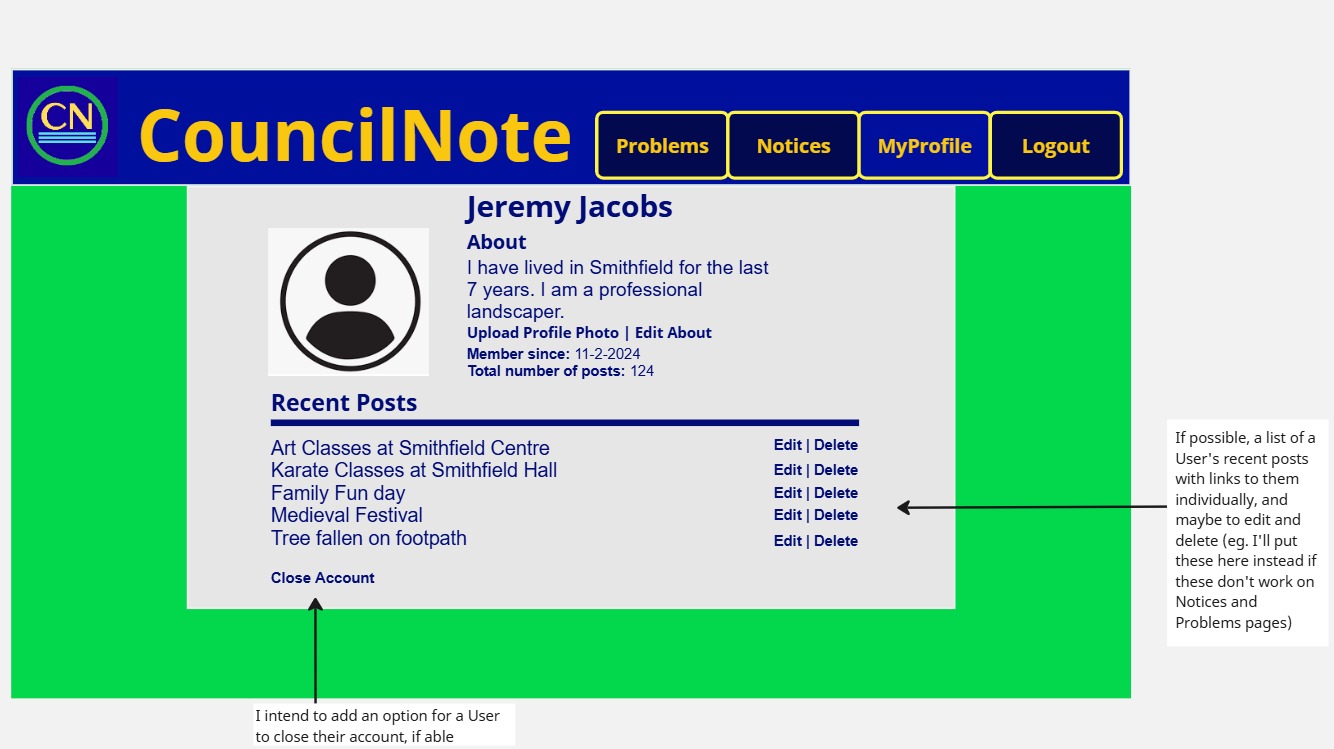 CN
CouncilNote
Problems
Notices
MyProfile
Logout
Jeremy Jacobs
About
I have lived in Smithfield for the last
7 years. I am a professional
landscaper.
Upload Profile Photo | Edit About
Member since: 11-2-2024
Total number of posts: 124
Recent Posts
Art Classes at Smithfield Centre Edit | Delete
Karate Classes at Smithfield Hall Edit | Delete
Family Fun day Edit | Delete
Medieval Festival Edit | Delete
Tree fallen on footpath Edit | Delete
Close Account
If possible, a list of a
User's recent posts
with links to them
individually, and
maybe to edit and
delete (eg. I'll put
these here instead if
these don't work on
Notices and
Problems pages)
I intend to add an option for a User
to close their account, if able